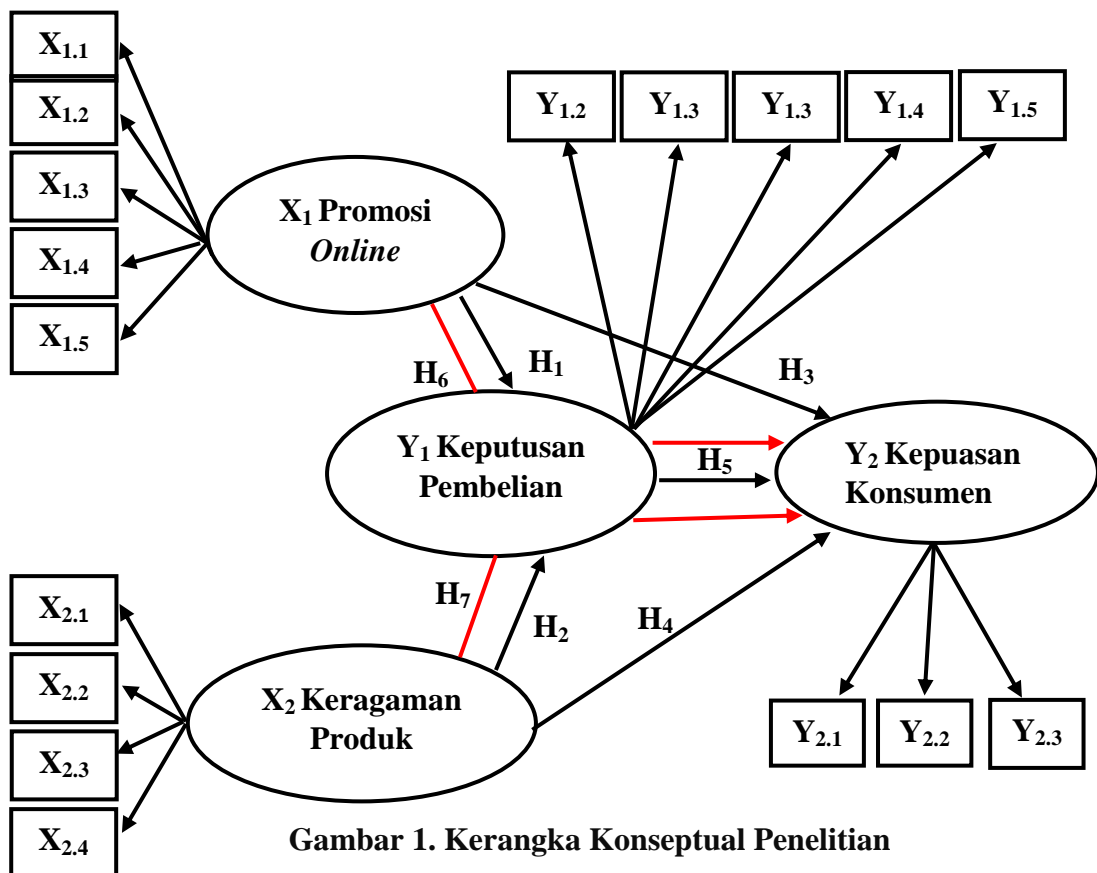 X1.1
X1.2
X1.3
X1.4
X1.5
Y1.2 Y1.3 Y1.3 Y1.4 Y1.5
X1 Promosi
Online
H6
H1
H3
Y1 Keputusan
Pembelian
H5
Y2 Kepuasan
Konsumen
H7
H2
H4
X2.1
X2.2
X2.3
X2.4
X2 Keragaman
Produk
Y2.1 Y2.2 Y2.3
Gambar 1. Kerangka Konseptual Penelitian